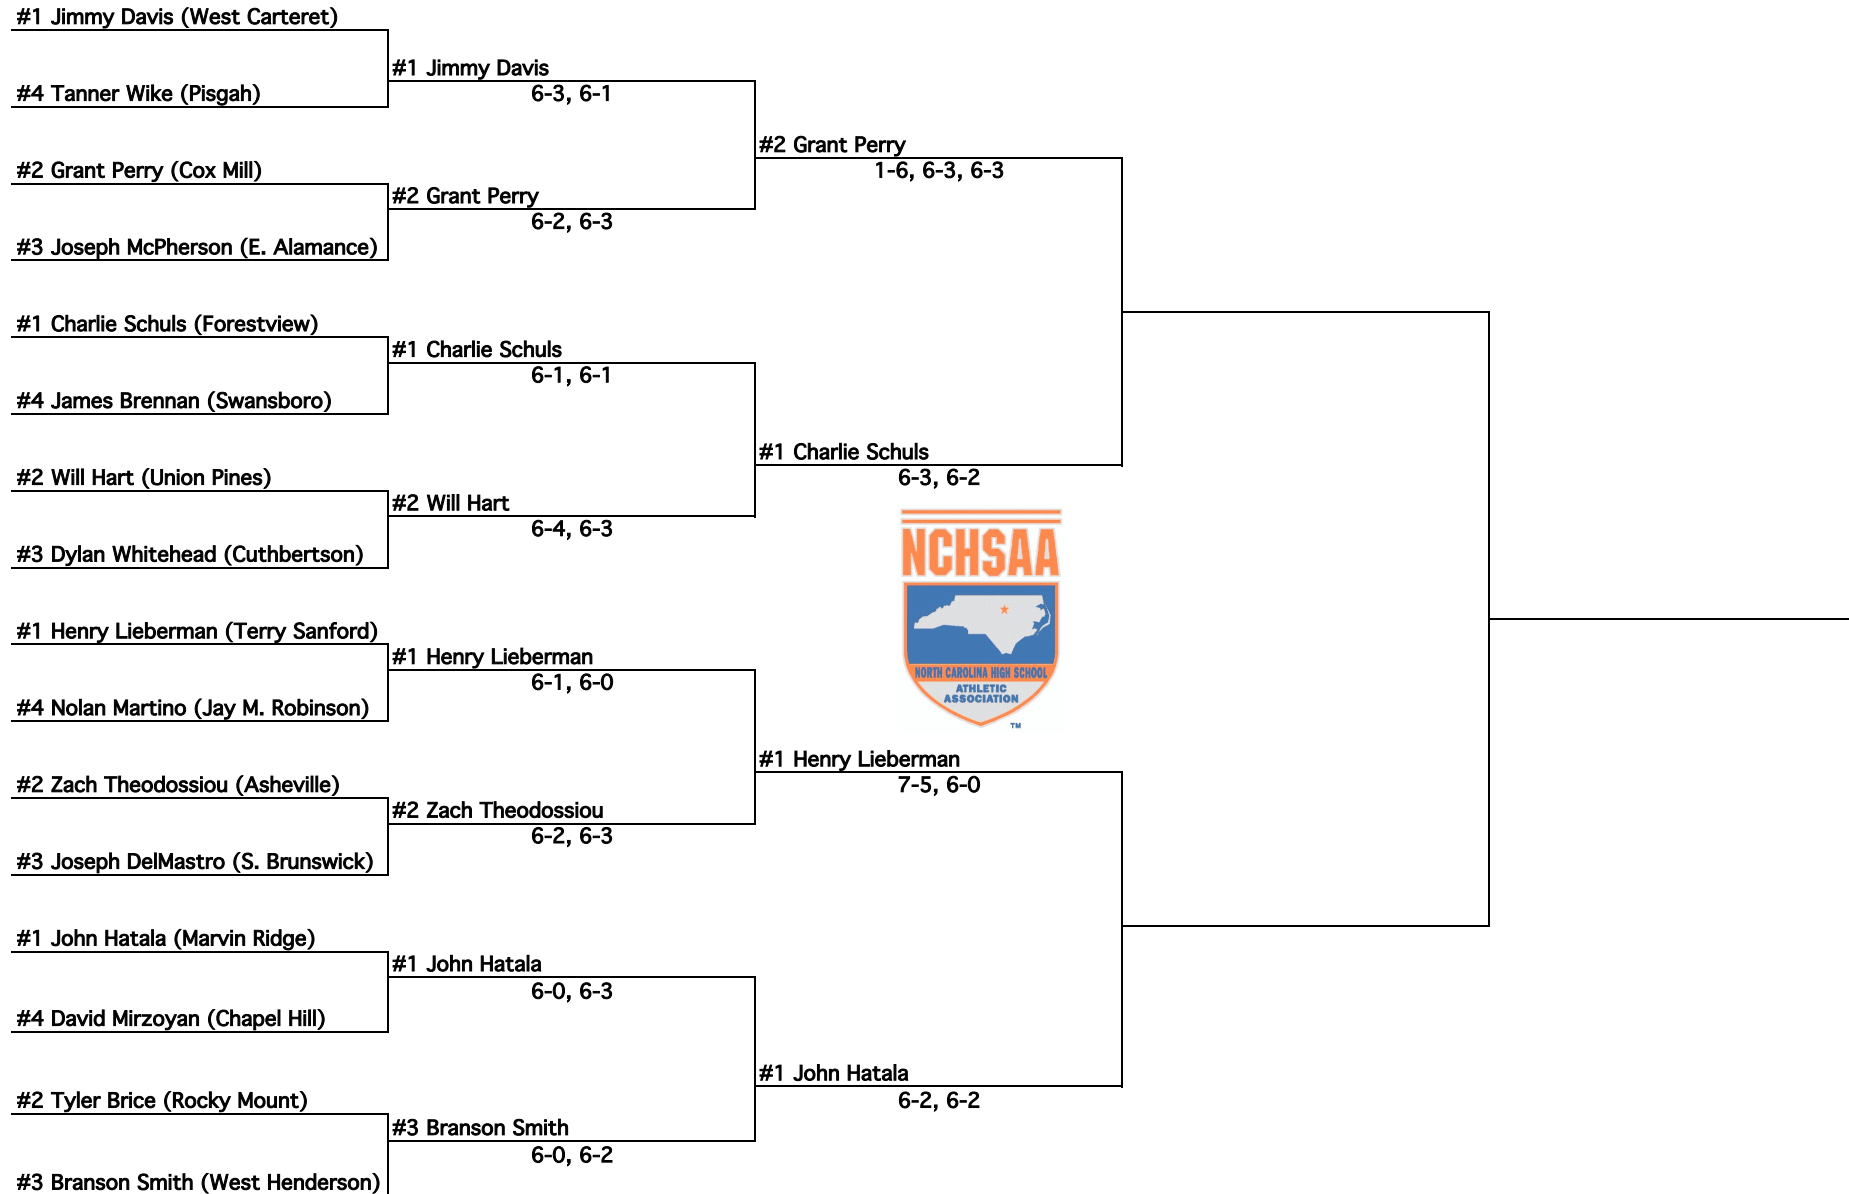 #1 Jimmy Davis (West Carteret)
#4 Tanner Wike (Pisgah)
#2 Grant Perry (Cox Mill)
#3 Joseph McPherson (E. Alamance)
#1 Charlie Schuls (Forestview)
#4 James Brennan (Swansboro)
#2 Will Hart (Union Pines)
#3 Dylan Whitehead (Cuthbertson)
#1 Henry Lieberman (Terry Sanford)
#4 Nolan Martino (Jay M. Robinson)
#2 Zach Theodossiou (Asheville)
#3 Joseph DelMastro (S. Brunswick)
#1 John Hatala (Marvin Ridge)
#4 David Mirzoyan (Chapel Hill)
#2 Tyler Brice (Rocky Mount)
#3 Branson Smith (West Henderson)
#1 Jimmy Davis
6-3, 6-1
#2 Grant Perry
6-2, 6-3
#1 Charlie Schuls
6-1, 6-1
#2 Will Hart
6-4, 6-3
#1 Henry Lieberman
6-1, 6-0
#2 Zach Theodossiou
6-2, 6-3
#1 John Hatala
6-0, 6-3
#3 Branson Smith
6-0, 6-2
#2 Grant Perry
1-6, 6-3, 6-3
#1 Charlie Schuls
6-3, 6-2
NCHSAA
NORTH CAROLINA HIGH SCHOOL
ATHLETIC
ASSOCIATION
TM
#1 Henry Lieberman
7-5, 6-0
#1 John Hatala
6-2, 6-2